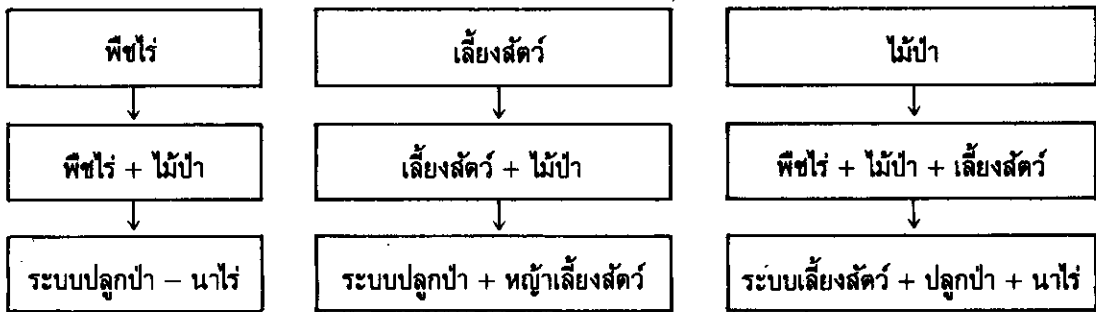 พืชไร่ เลี้ยงสัตว์ ไม้ป่า
พืชไร่ + ไม้ป่า เลี้ยงสัตว์ + ไม้ป่า พืชไร่ + ไม้ป่า + เลี้ยงสัตว์
ระบบปลูกป่า – นาไร่ ระบบปลูกป่า + หญ้าเลี้ยงสัตว์ ระบบเลี้ยงสัตว์ + ปลูกป่า + นาไร่